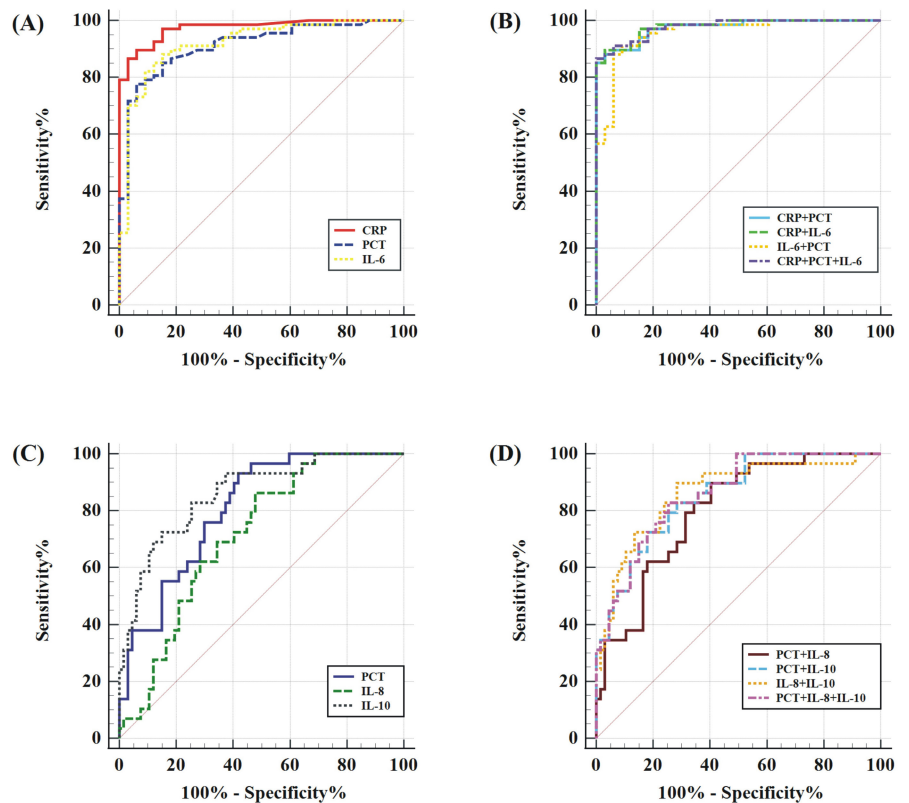 (A)
100
80
60
40
20
0
Sensitivity%
CRP
PCT
IL-6
0 20 40 60 80 100
100% - Specificity%
(B)
100
80
60
40
20
0
Sensitivity%
CRP+PCT
CRP+IL-6
IL-6+PCT
CRP+PCT+IL-6
0 20 40 60 80 100
100% - Specificity%
(C)
100
80
60
40
20
0
Sensitivity%
PCT
IL-8
IL-10
0 20 40 60 80 100
100% - Specificity%
(D)
100
80
60
40
20
0
Sensitivity%
PCT+IL-8
PCT+IL-10
IL-8+IL-10
PCT+IL-8+IL-10
0 20 40 60 80 100
100% - Specificity%